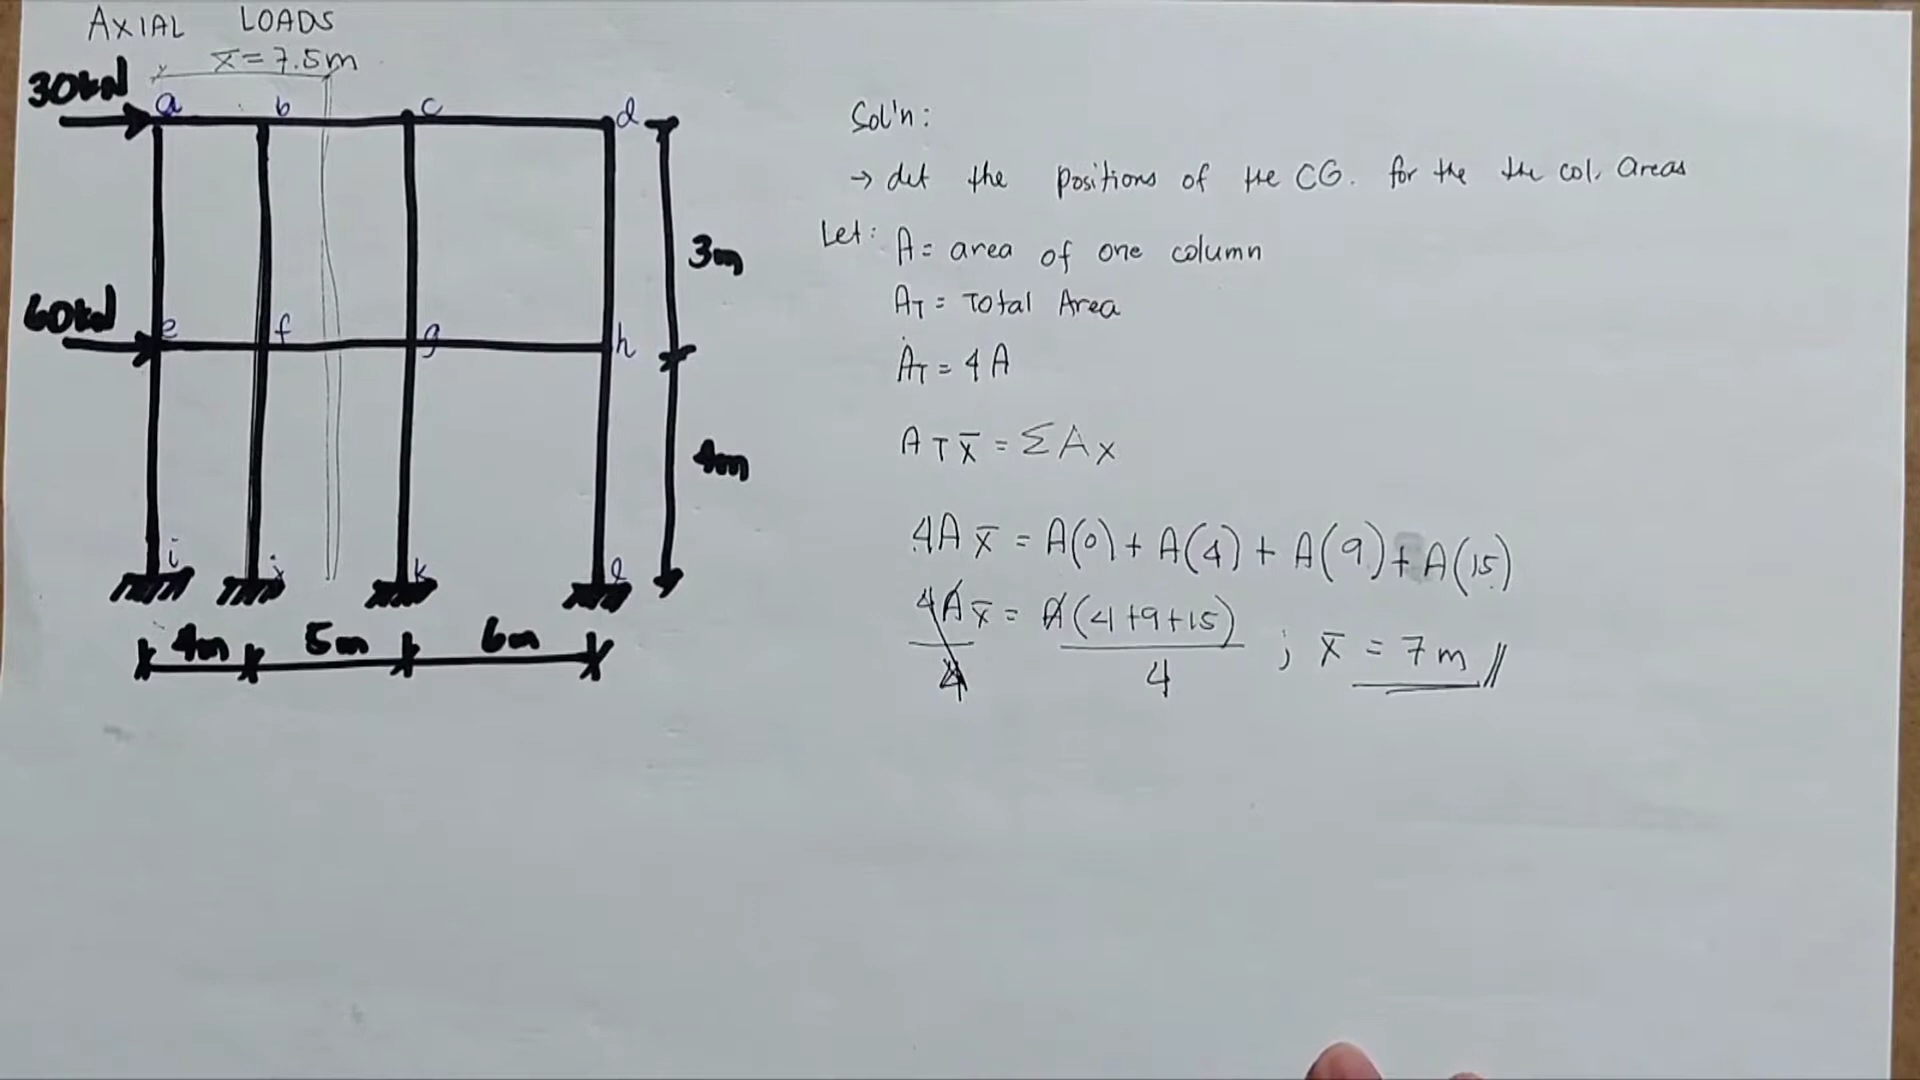 AXIAL LOADS
x̄ = 7.5m
30kN
a b c d
3m
60kN
e f g h
4m
i j k l
4m 5m 6m
Sol'n:
→ det the positions of the CG. for the the col. areas
Let: A = area of one column
AT = Total Area
AT = 4A
AT x̄ = ΣAx
4A x̄ = A(0) + A(4) + A(9) + A(15)
4A x̄ = A(4+9+15) ; x̄ = 7m //
4 4